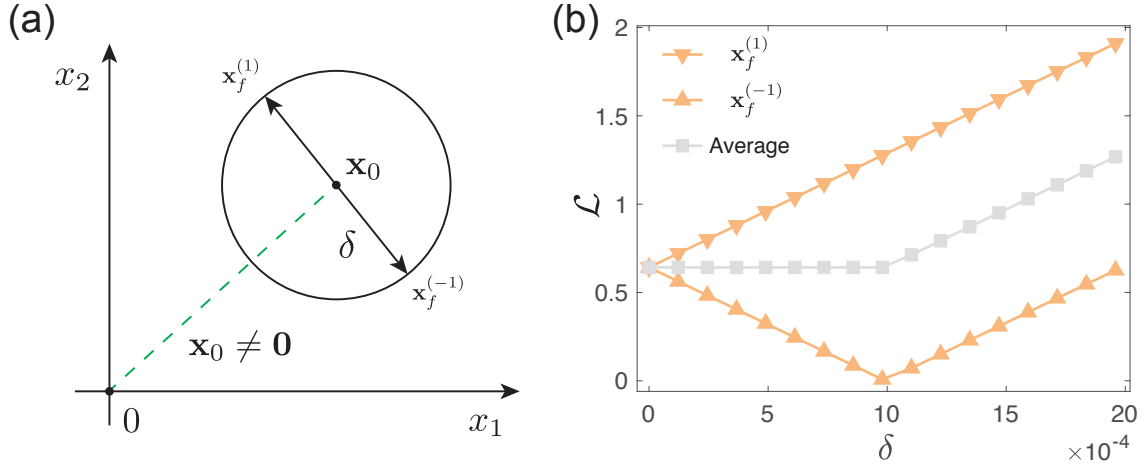 (a)
x₂
x_f^(1)
x₀
δ
x_f^(-1)
x₀ ≠ 0
0
x₁
(b)
2
1.5
1
0.5
0
ℒ
x_f^(1)
x_f^(-1)
Average
0
5
10
15
20
δ
×10⁻⁴